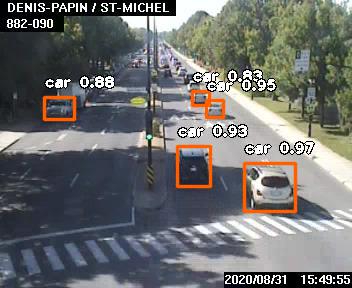 DENIS-PAPIN / ST-MICHEL
882-090
car 0.88
car 0.83
car 0.95
car 0.93
car 0.97
2020/08/31 15:49:55